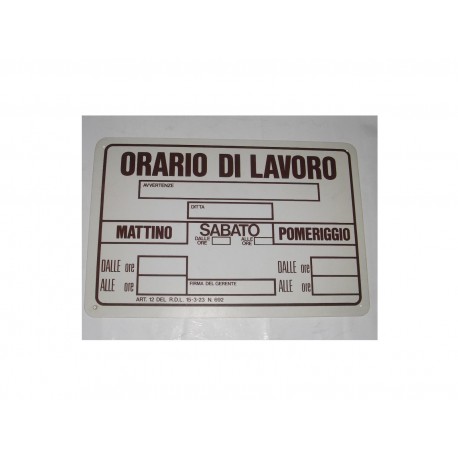 ORARIO DI LAVORO
AVVERTENZE
DITTA
MATTINO SABATO POMERIGGIO
DALLE ORE ALLE ORE
DALLE ore DALLE ore
ALLE ore FIRMA DEL GERENTE ALLE ore
ART. 12 DEL R.D.L. 15-3-23 N. 692